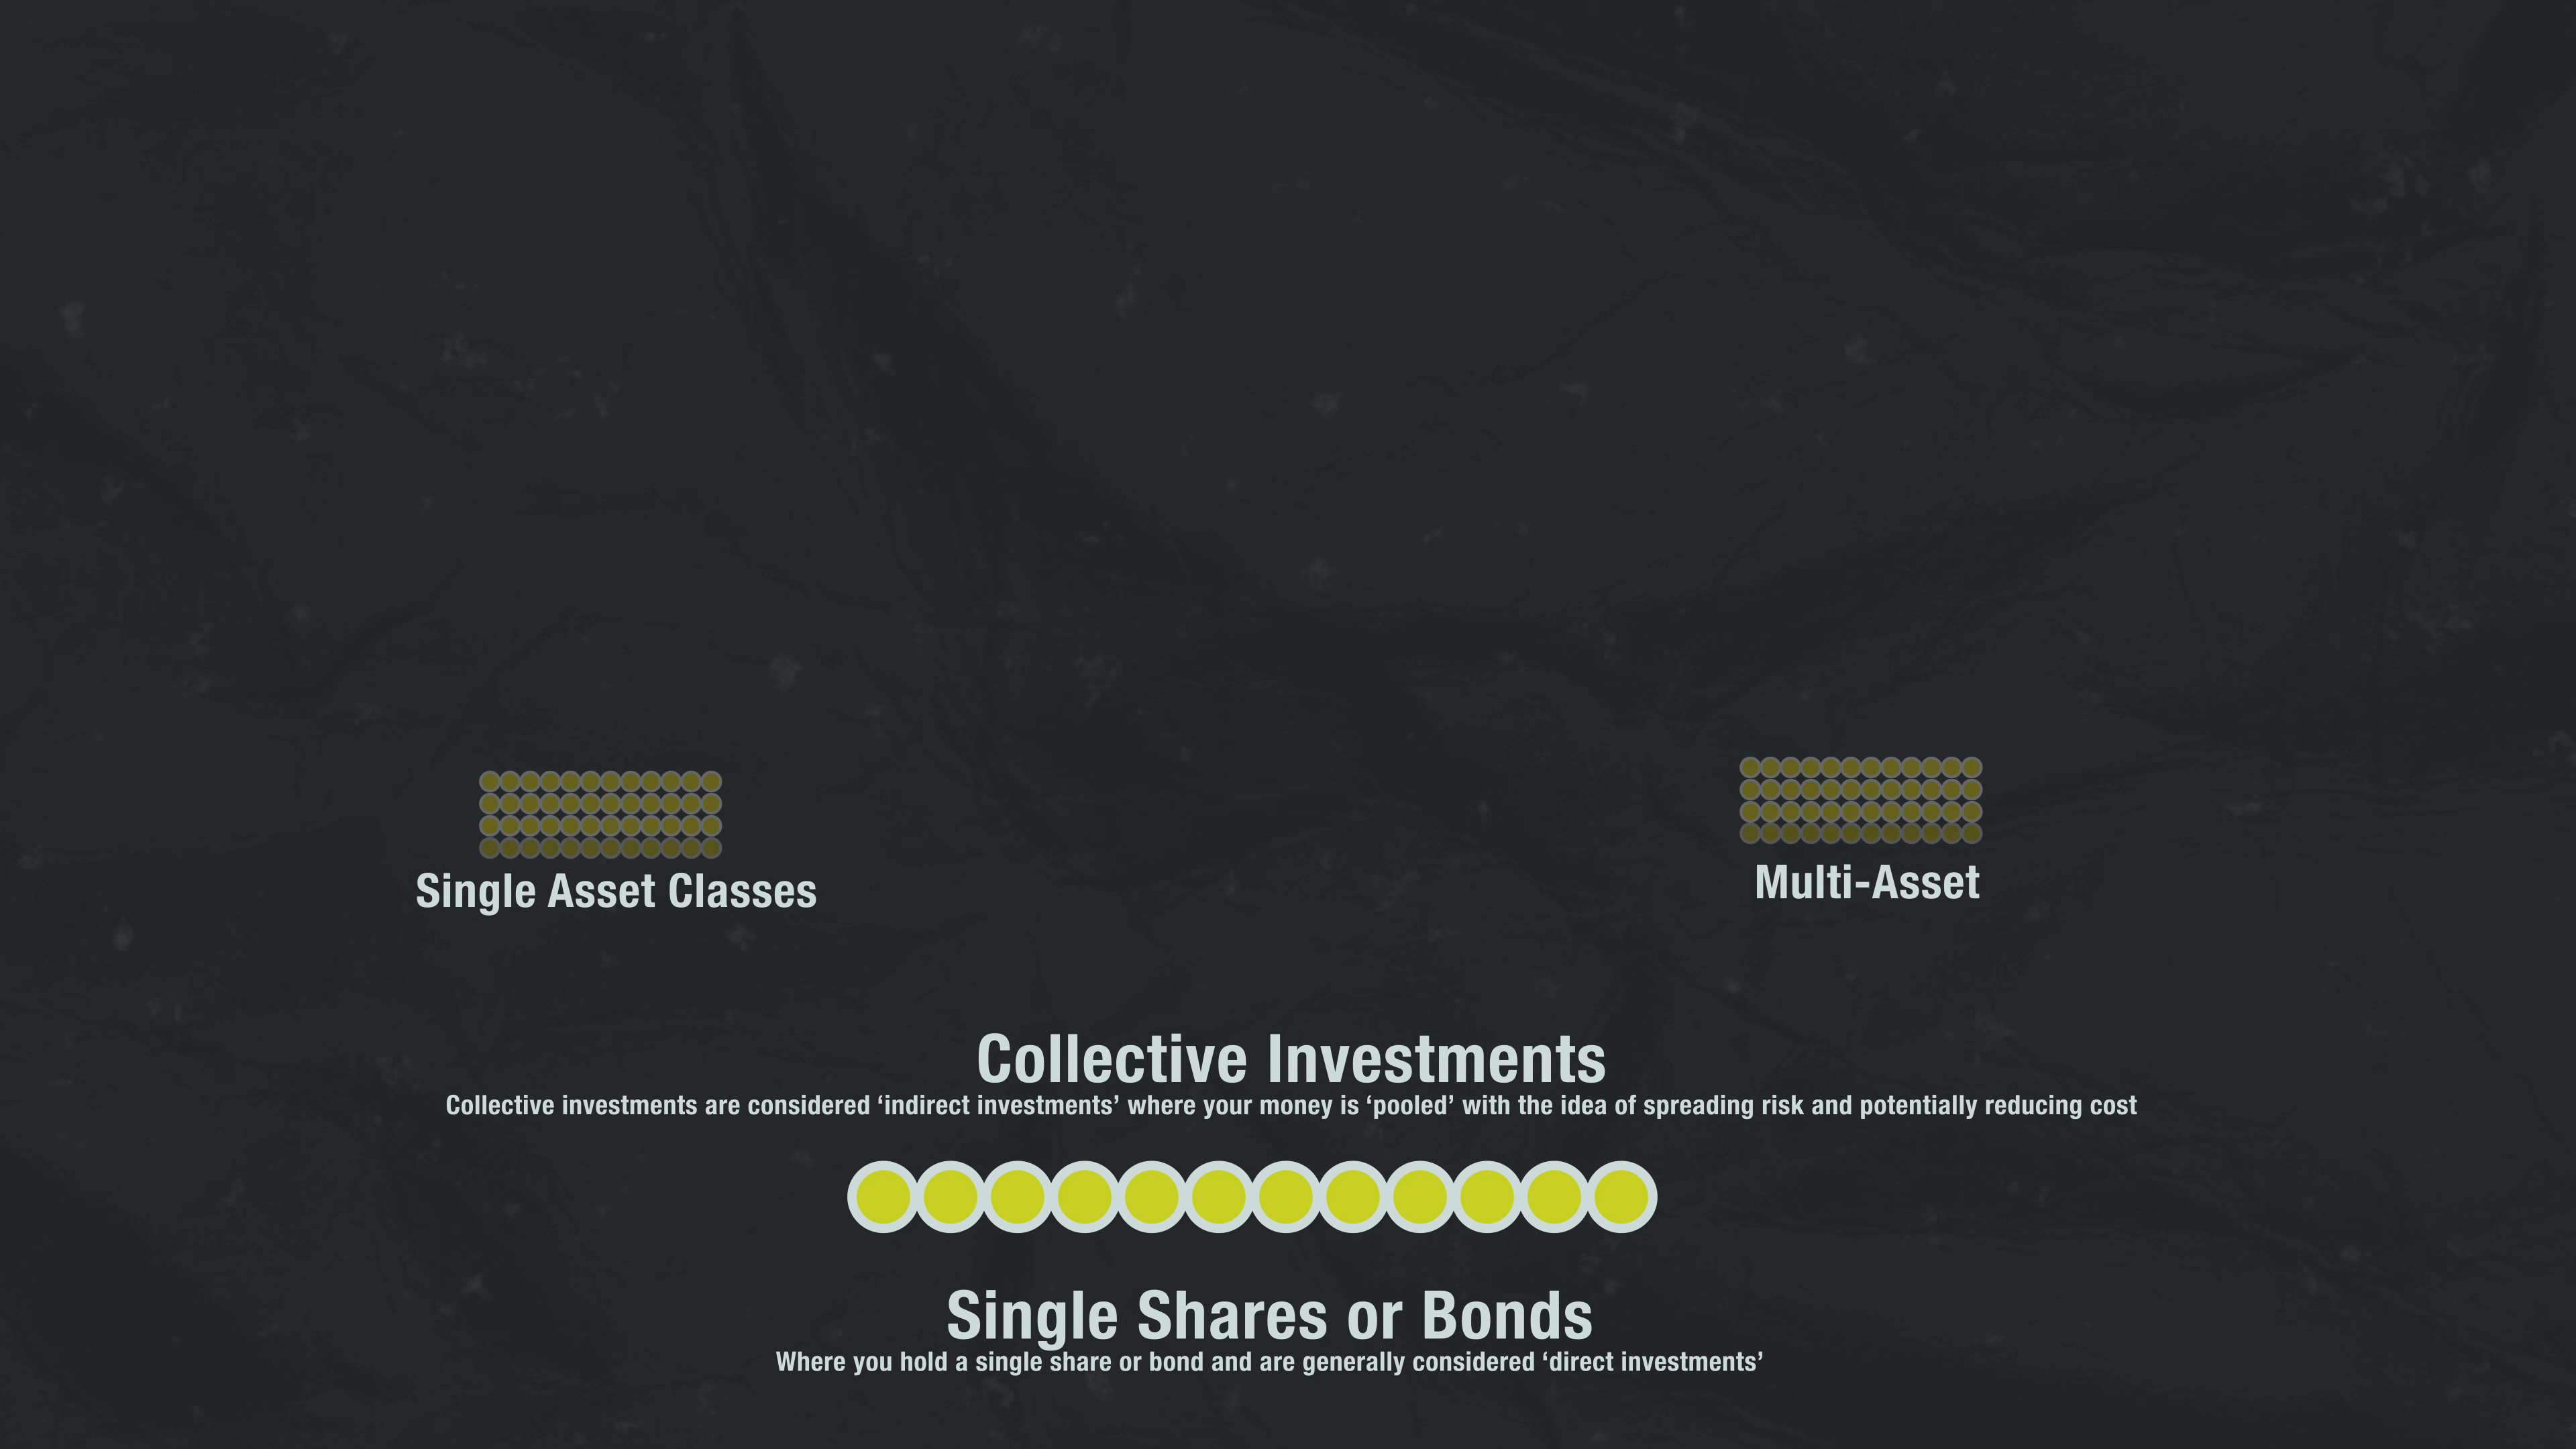 Single Asset Classes
Multi-Asset
Collective Investments
Collective investments are considered ‘indirect investments’ where your money is ‘pooled’ with the idea of spreading risk and potentially reducing cost
Single Shares or Bonds
Where you hold a single share or bond and are generally considered ‘direct investments’